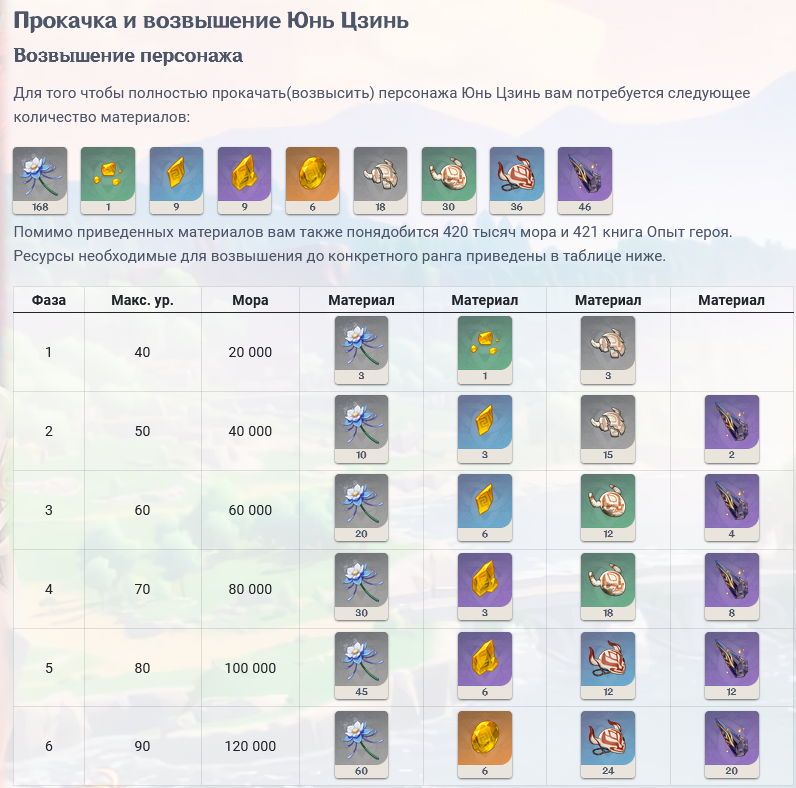 Прокачка и возвышение Юнь Цзинь
Возвышение персонажа
Для того чтобы полностью прокачать(возвысить) персонажа Юнь Цзинь вам потребуется следующее
количество материалов:
168 1 9 9 6 18 30 36 46
Помимо приведенных материалов вам также понядобится 420 тысяч мора и 421 книга Опыт героя.
Ресурсы необходимые для возвышения до конкретного ранга приведены в таблице ниже.
Фаза Макс. ур. Мора Материал Материал Материал Материал
1 40 20 000 3 1 3
2 50 40 000 10 3 15 2
3 60 60 000 20 6 12 4
4 70 80 000 30 3 18 8
5 80 100 000 45 6 12 12
6 90 120 000 60 6 24 20